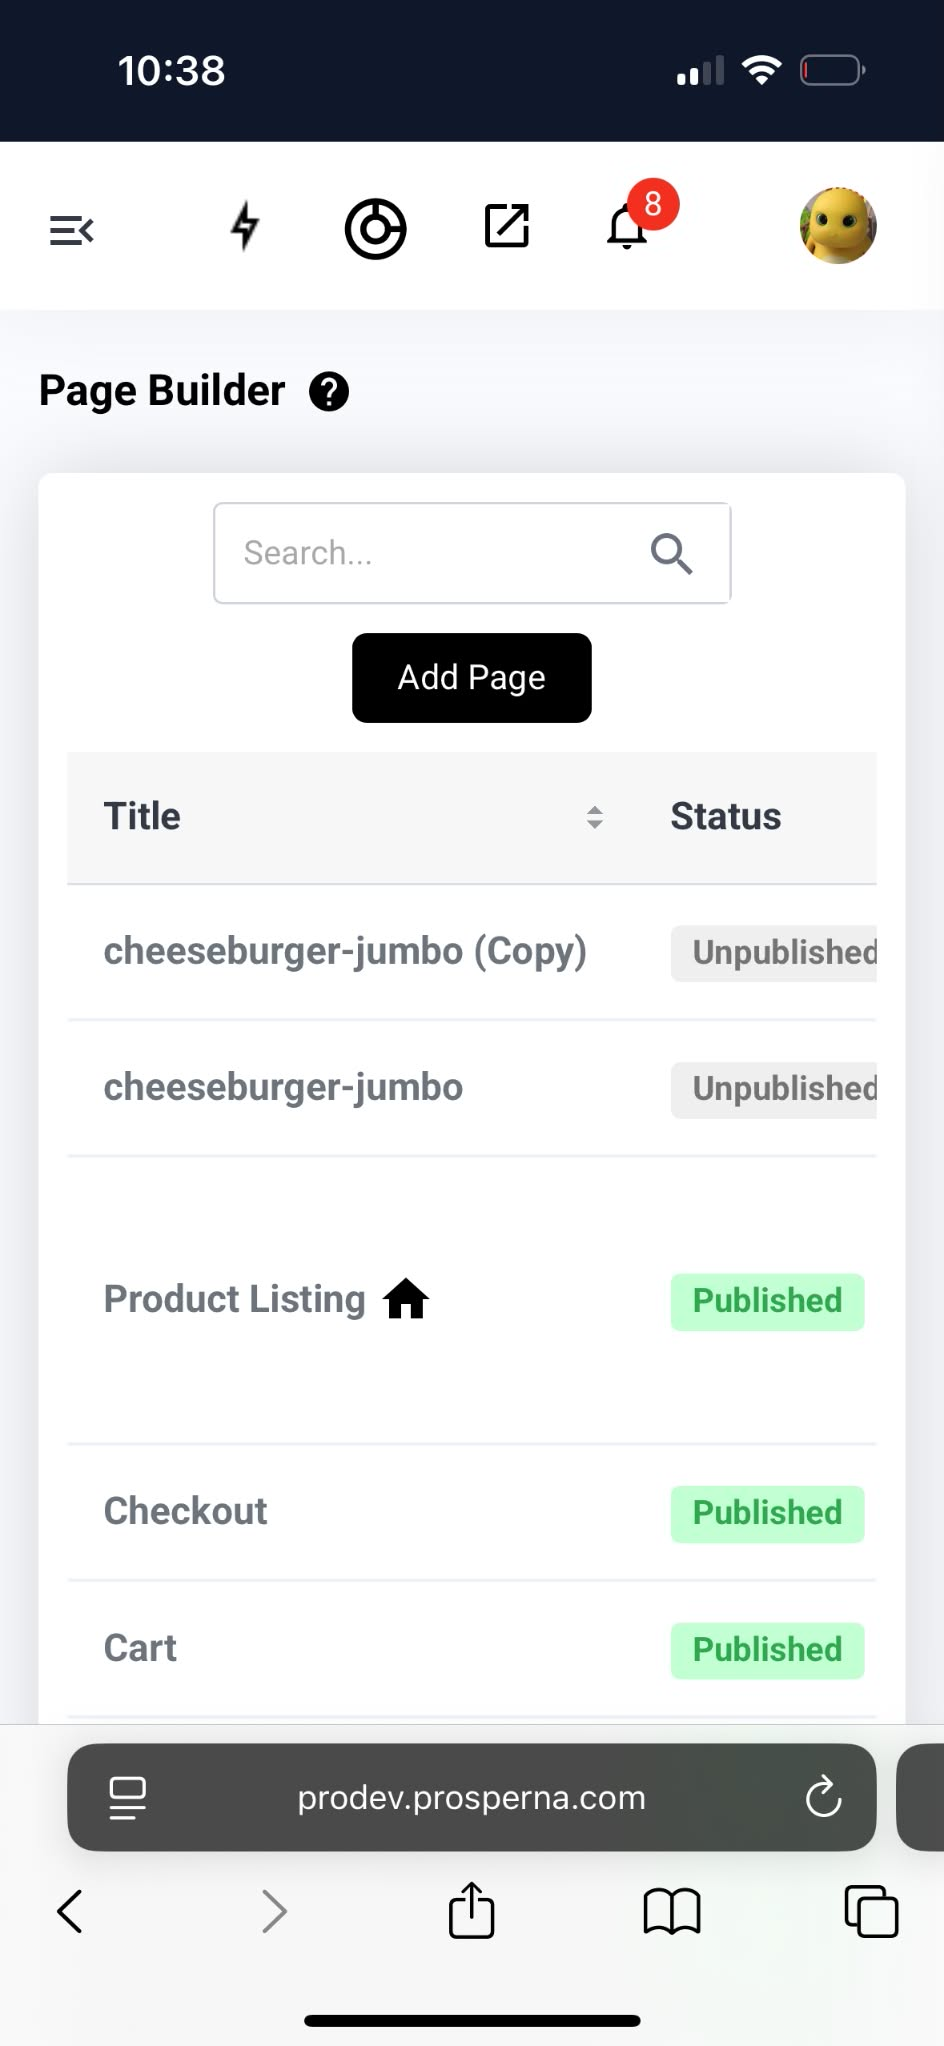 10:38
8
Page Builder
Search...
Add Page
Title Status
cheeseburger-jumbo (Copy) Unpublished
cheeseburger-jumbo Unpublished
Product Listing Published
Checkout Published
Cart Published
prodev.prosperna.com